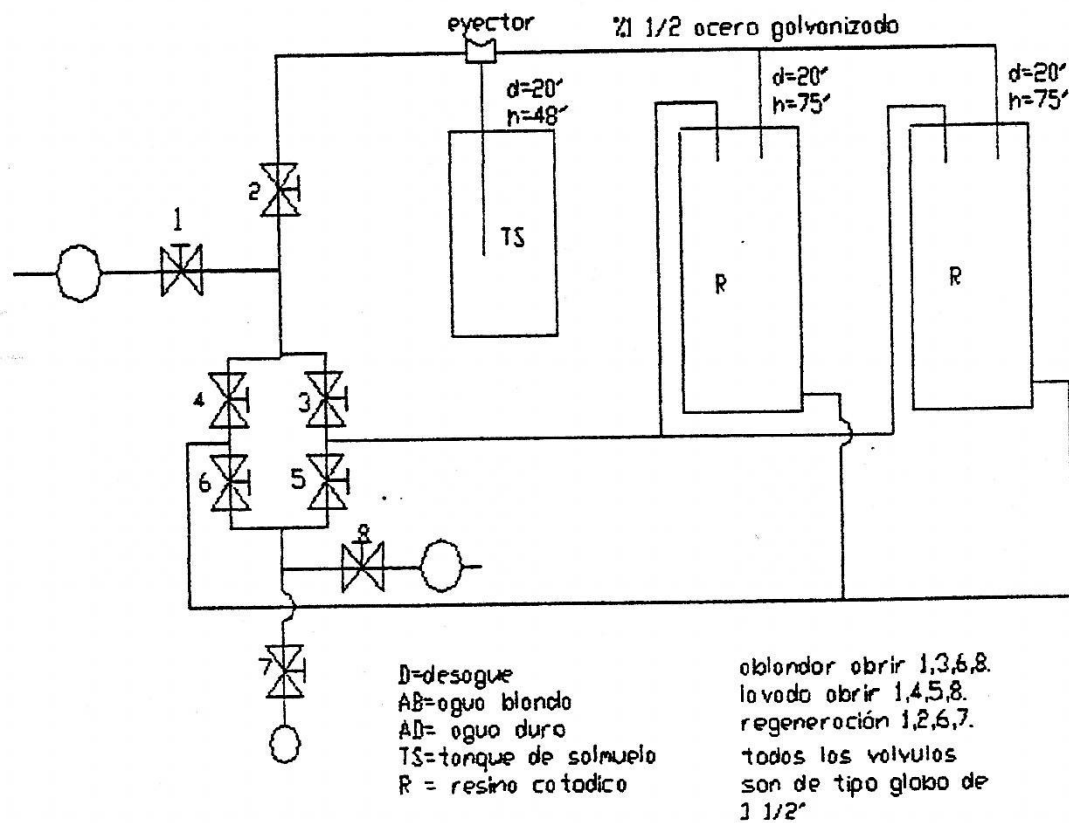 eyector
%1 1/2 ocero golvonizodo
d=20"
h=48"
d=20"
h=75"
d=20"
h=75"
2
1
TS
R
R
4
3
6
5
8
7
D=desogue
AB=oguo blondo
AD= oguo duro
TS=tonque de solmuelo
R = resino cotodico
oblondor obrir 1,3,6,8.
lovodo obrir 1,4,5,8.
regeneroción 1,2,6,7.
todos los volvulos
son de tipo globo de
1 1/2"